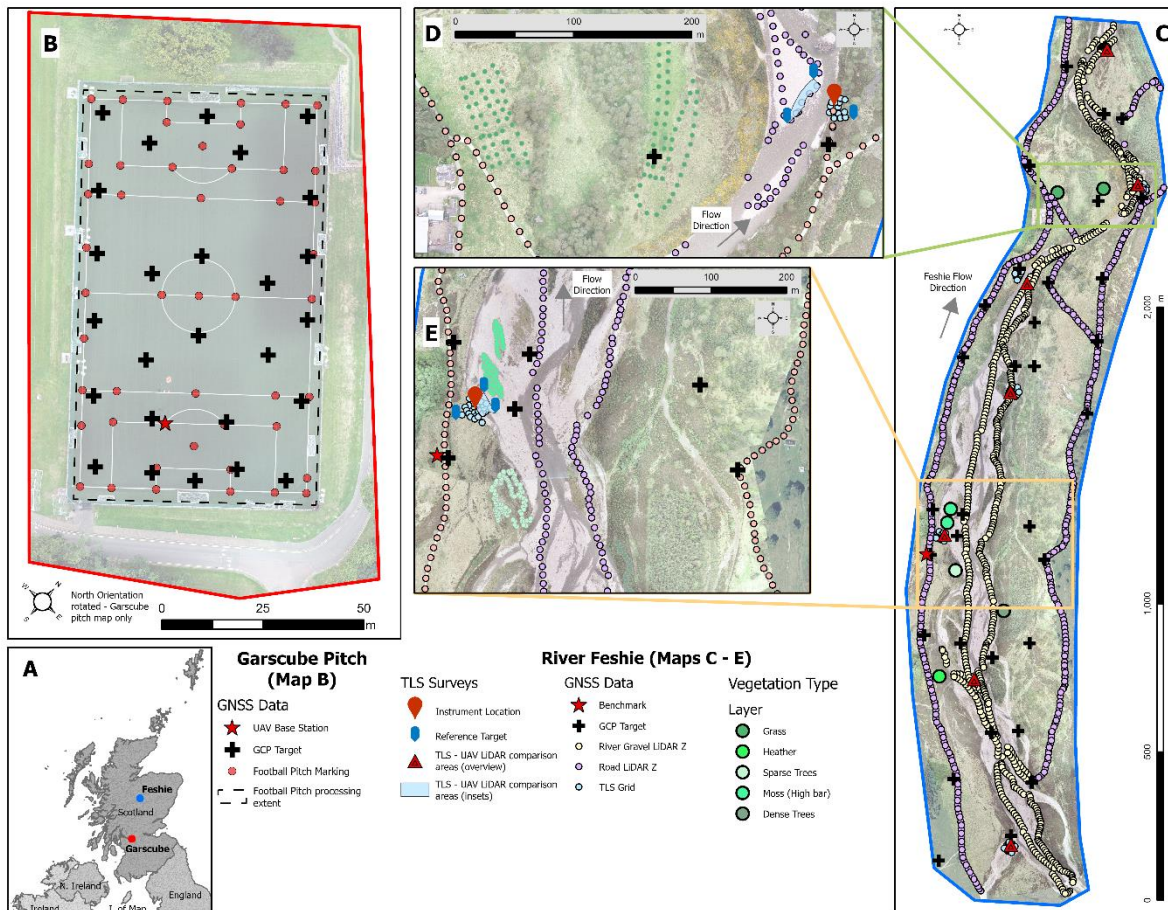 B
North Orientation
rotated - Garscube
pitch map only
N
E
S
W
0 25 50
m
D
0 100 200
m
Flow
Direction
E
0 100 200
m
Flow
Direction
C
Feshie Flow
Direction
2,000
1,000
500
0
A
Feshie
Scotland
Garscube
N. Ireland
England
Ireland
I. of Man
Garscube Pitch
(Map B)
GNSS Data
UAV Base Station
GCP Target
Football Pitch Marking
Football Pitch processing
extent
River Feshie (Maps C - E)
TLS Surveys
Instrument Location
Reference Target
TLS - UAV LiDAR comparison
areas (overview)
TLS - UAV LiDAR comparison
areas (insets)
GNSS Data
Benchmark
GCP Target
River Gravel LiDAR Z
Road LiDAR Z
TLS Grid
Vegetation Type
Layer
Grass
Heather
Sparse Trees
Moss (High bar)
Dense Trees